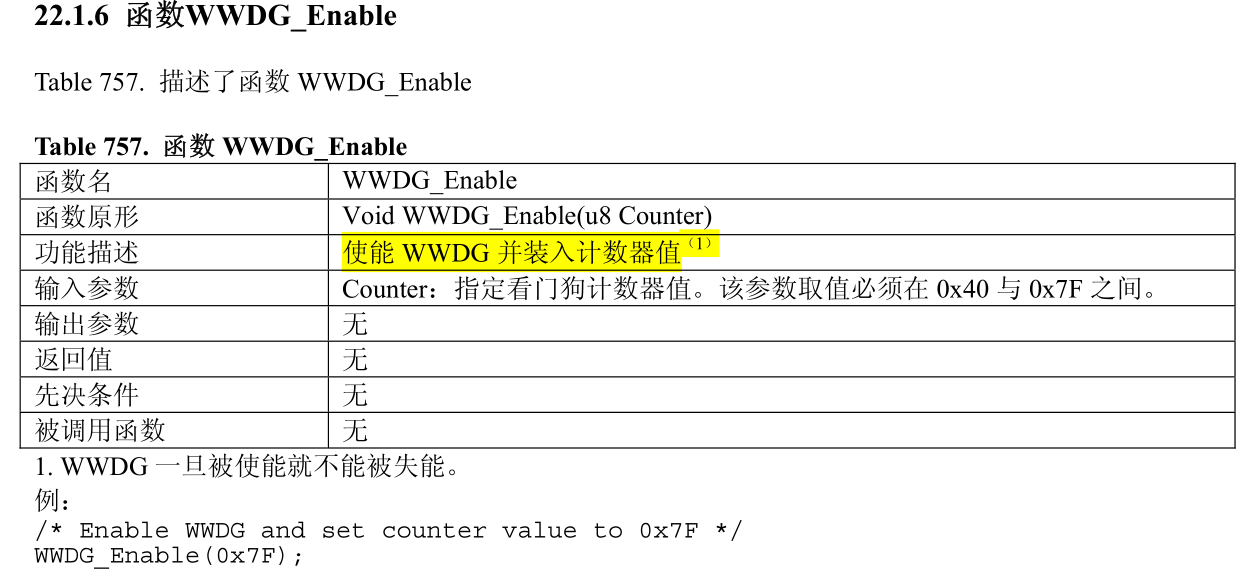 22.1.6 函数WWDG_Enable
Table 757. 描述了函数 WWDG_Enable
Table 757. 函数 WWDG_Enable
函数名 WWDG_Enable
函数原形 Void WWDG_Enable(u8 Counter)
功能描述 使能 WWDG 并装入计数器值（1）
输入参数 Counter：指定看门狗计数器值。该参数取值必须在 0x40 与 0x7F 之间。
输出参数 无
返回值 无
先决条件 无
被调用函数 无
1. WWDG 一旦被使能就不能被失能。
例：
/* Enable WWDG and set counter value to 0x7F */
WWDG_Enable(0x7F);